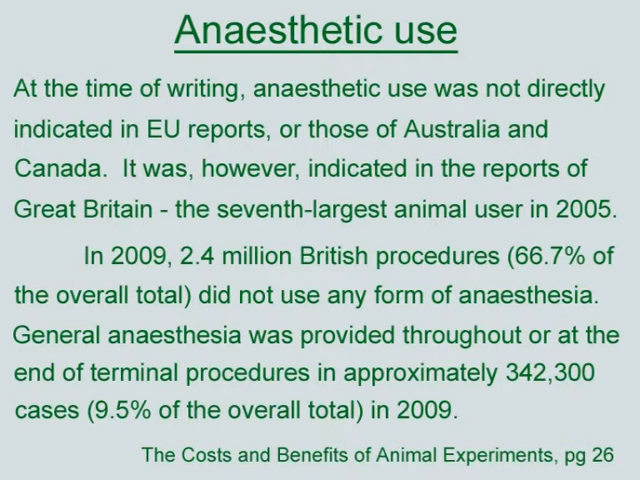 Anaesthetic use
At the time of writing, anaesthetic use was not directly
indicated in EU reports, or those of Australia and
Canada.  It was, however, indicated in the reports of
Great Britain - the seventh-largest animal user in 2005.
In 2009, 2.4 million British procedures (66.7% of
the overall total) did not use any form of anaesthesia.
General anaesthesia was provided throughout or at the
end of terminal procedures in approximately 342,300
cases (9.5% of the overall total) in 2009.
The Costs and Benefits of Animal Experiments, pg 26